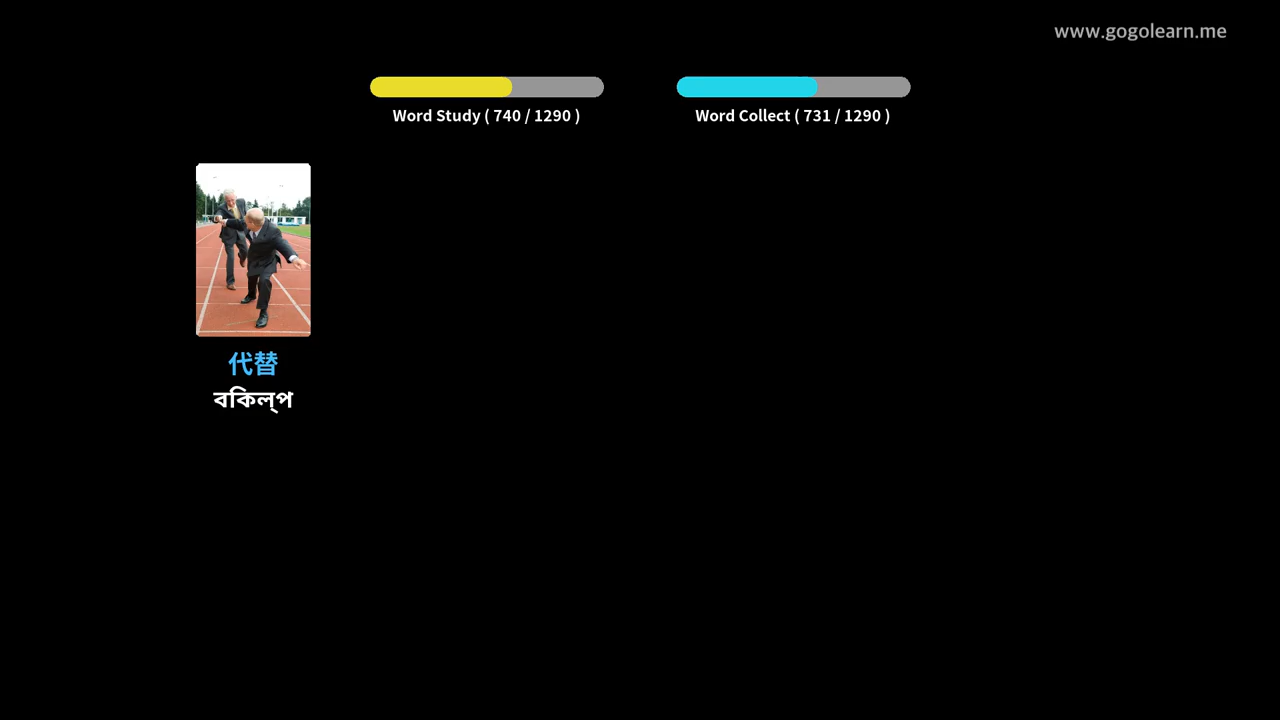 www.gogolearn.me
Word Study ( 740 / 1290 )
Word Collect ( 731 / 1290 )
代替
বকিল্‌প